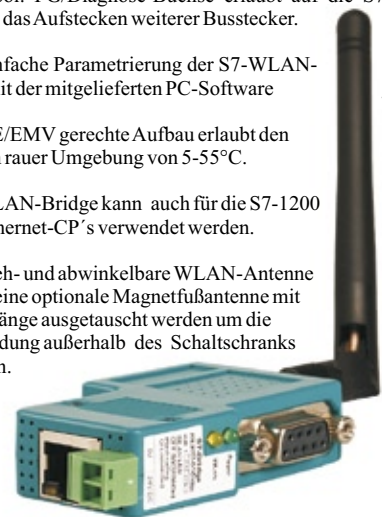 das Aufstecken weiterer Busstecker.
nfache Parametrierung der S7-WLAN-
it der mitgelieferten PC-Software
E/EMV gerechte Aufbau erlaubt den
rauer Umgebung von 5-55°C.
LAN-Bridge kann auch für die S7-1200
hernet-CP´s verwendet werden.
eh- und abwinkelbare WLAN-Antenne
eine optionale Magnetfußantenne mit
änge ausgetauscht werden um die
dung außerhalb des Schaltschranks
n.